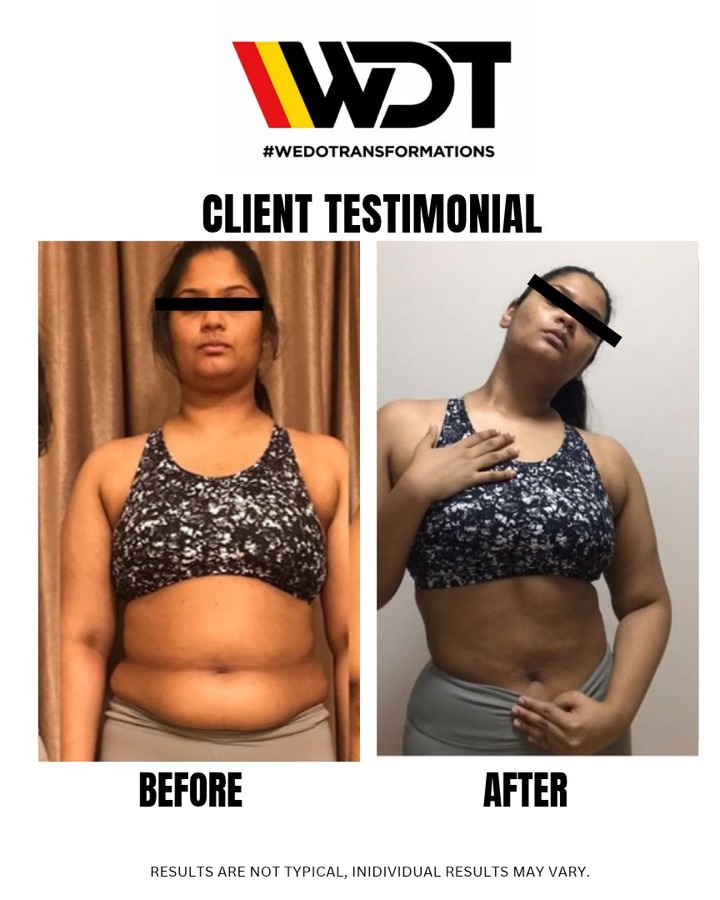 WDT
#WEDOTRANSFORMATIONS
CLIENT TESTIMONIAL
BEFORE
AFTER
RESULTS ARE NOT TYPICAL, INIDIVIDUAL RESULTS MAY VARY.